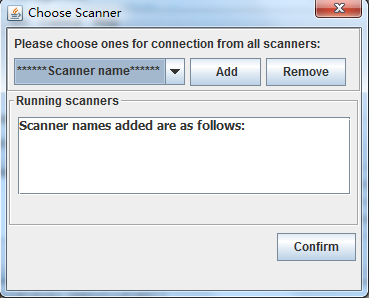 Choose Scanner
Please choose ones for connection from all scanners:
******Scanner name******
Add
Remove
Running scanners
Scanner names added are as follows:
Confirm